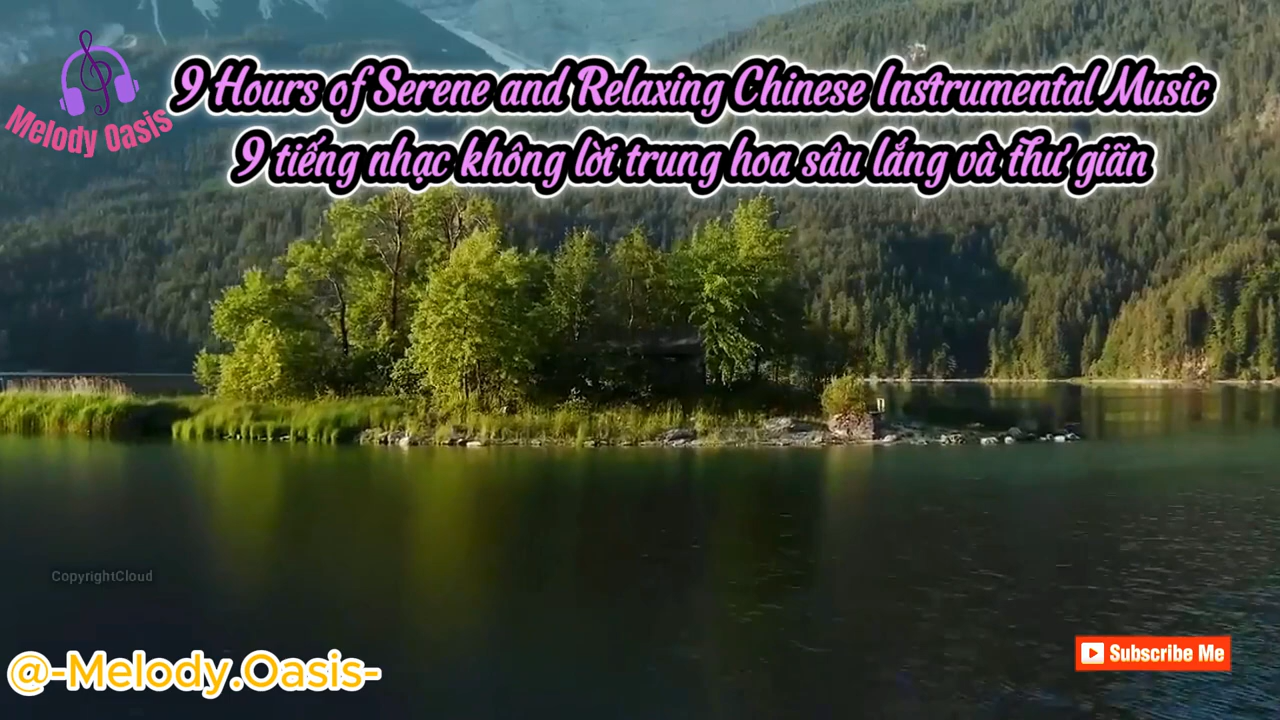 9 Hours of Serene and Relaxing Chinese Instrumental Music
9 tiếng nhạc không lời trung hoa sâu lắng và thư giãn
Melody Oasis
CopyrightCloud
@-Melody.Oasis-
Subscribe Me